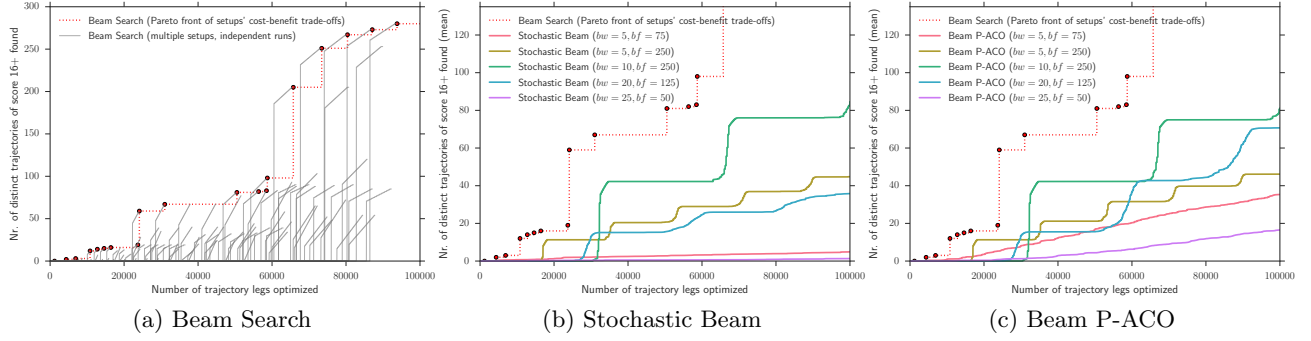 Nr. of distinct trajectories of score 16+ found
300
250
200
150
100
50
0
0
20000
40000
60000
80000
100000
Number of trajectory legs optimized
Beam Search (Pareto front of setups' cost-benefit trade-offs)
Beam Search (multiple setups, independent runs)
(a) Beam Search
Nr. of distinct trajectories of score 16+ found (mean)
120
100
80
60
40
20
0
0
20000
40000
60000
80000
100000
Number of trajectory legs optimized
Beam Search (Pareto front of setups' cost-benefit trade-offs)
Stochastic Beam (bw = 5, bf = 75)
Stochastic Beam (bw = 5, bf = 250)
Stochastic Beam (bw = 10, bf = 250)
Stochastic Beam (bw = 20, bf = 125)
Stochastic Beam (bw = 25, bf = 50)
(b) Stochastic Beam
Nr. of distinct trajectories of score 16+ found (mean)
120
100
80
60
40
20
0
0
20000
40000
60000
80000
100000
Number of trajectory legs optimized
Beam Search (Pareto front of setups' cost-benefit trade-offs)
Beam P-ACO (bw = 5, bf = 75)
Beam P-ACO (bw = 5, bf = 250)
Beam P-ACO (bw = 10, bf = 250)
Beam P-ACO (bw = 20, bf = 125)
Beam P-ACO (bw = 25, bf = 50)
(c) Beam P-ACO